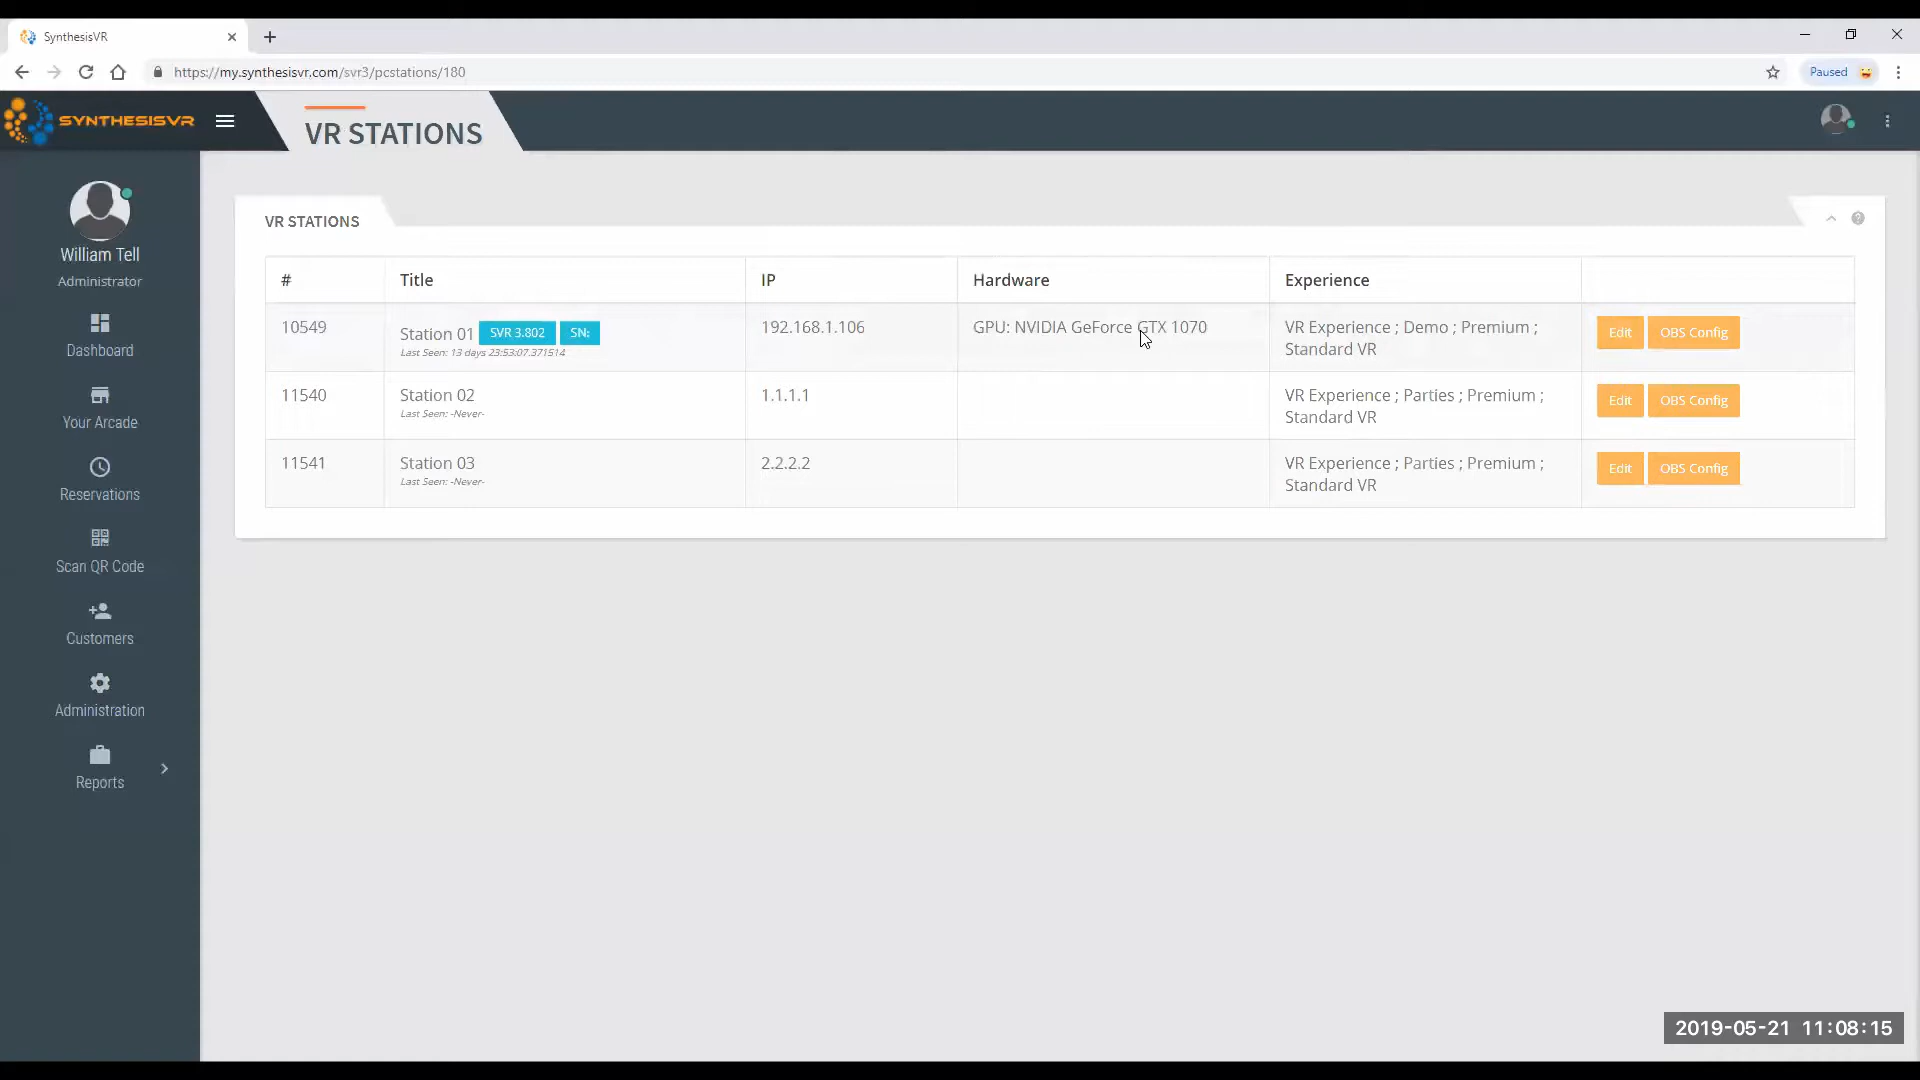 SynthesisVR
https://my.synthesisvr.com/svr3/pcstations/180
Paused
SYNTHESISVR
VR STATIONS
William Tell
Administrator
Dashboard
Your Arcade
Reservations
Scan QR Code
Customers
Administration
Reports
VR STATIONS
# Title IP Hardware Experience
10549 Station 01 SVR 3.802 SN: 192.168.1.106 GPU: NVIDIA GeForce GTX 1070 VR Experience ; Demo ; Premium ; Edit OBS Config
Last Seen: 13 days 23:53:07.371514 Standard VR
11540 Station 02 1.1.1.1 VR Experience ; Parties ; Premium ; Edit OBS Config
Last Seen: -Never- Standard VR
11541 Station 03 2.2.2.2 VR Experience ; Parties ; Premium ; Edit OBS Config
Last Seen: -Never- Standard VR
2019-05-21 11:08:15